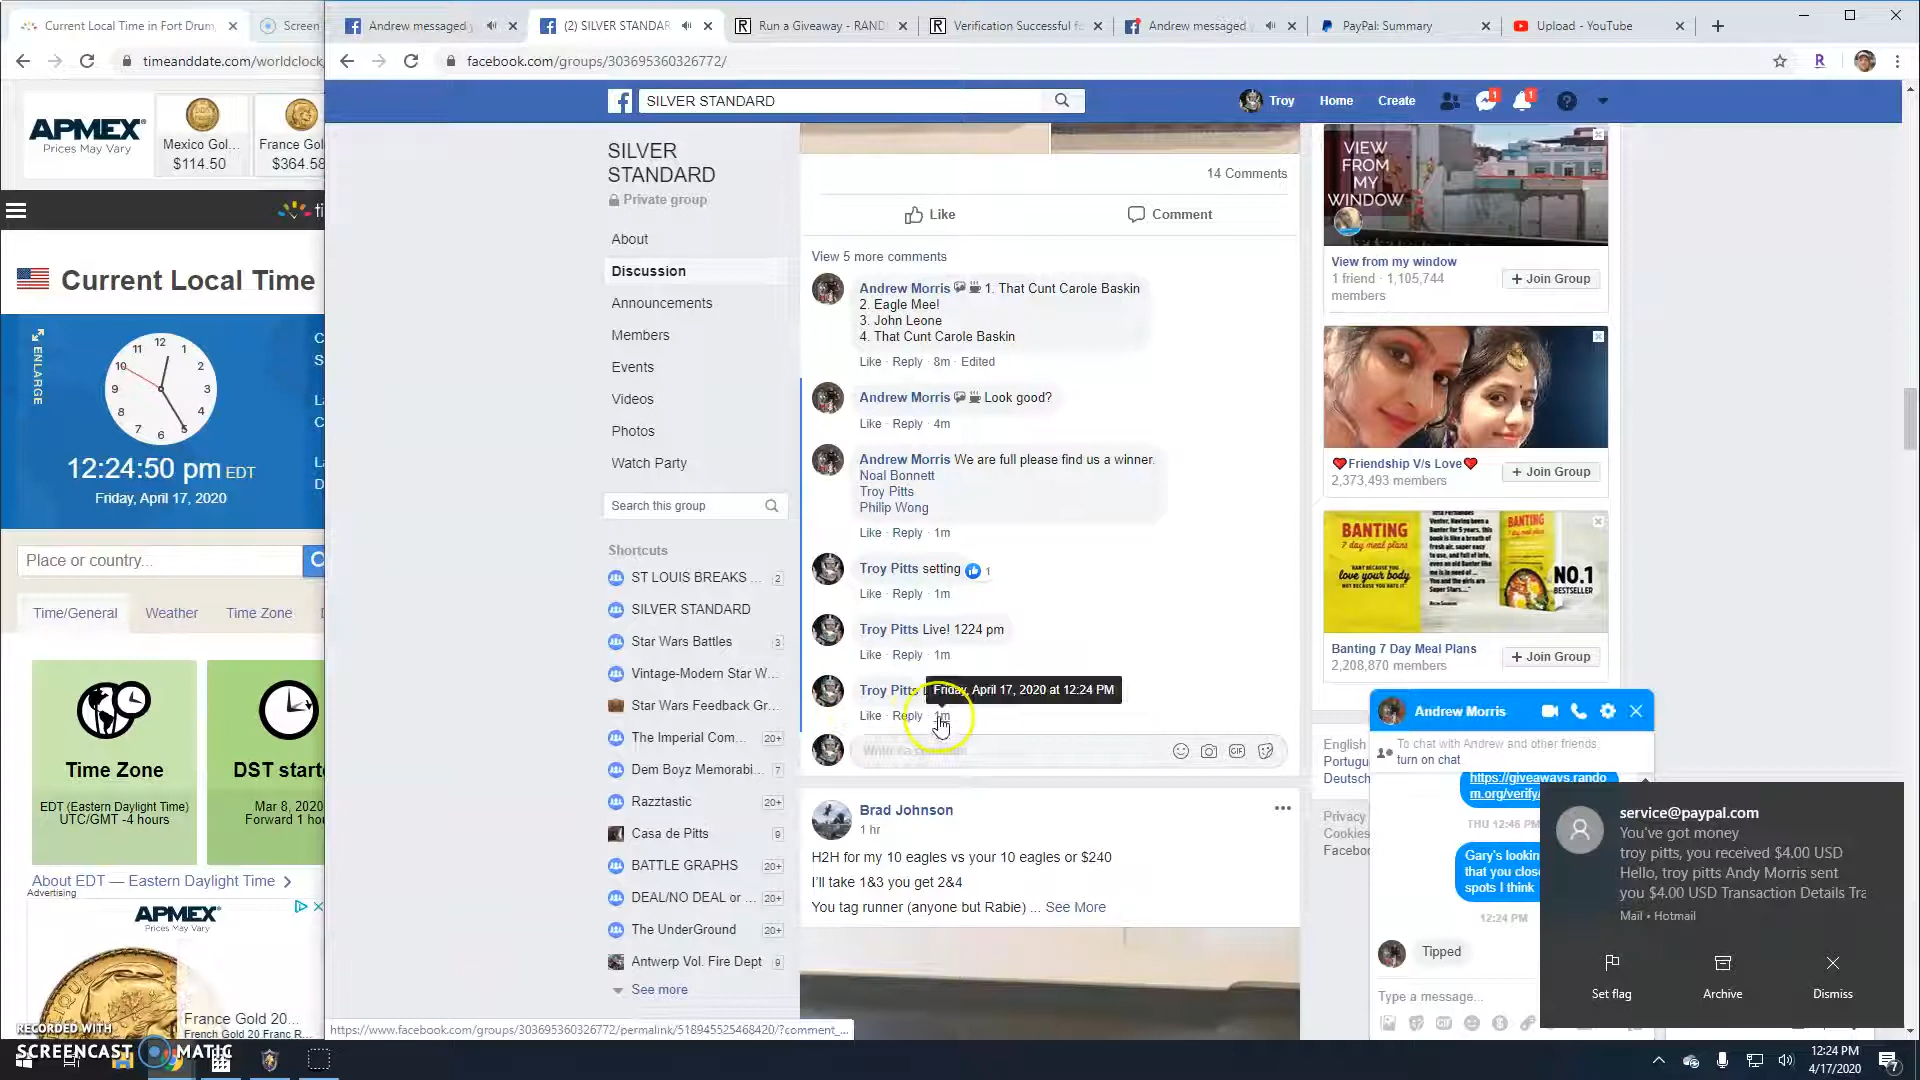 Current Local Time in Fort Drum,
Screen
Andrew messaged y
(2) SILVER STANDAR
Run a Giveaway - RAND
Verification Successful fo
Andrew messaged y
PayPal: Summary
Upload - YouTube
timeanddate.com/worldclock,
facebook.com/groups/303695360326772/
R
APMEX
Prices May Vary
Mexico Gol...
$114.50
France Gol
$364.58
ti
Current Local Time
ENLARGE
12:24:50 pm EDT
Friday, April 17, 2020
Place or country...
Time/General
Weather
Time Zone
Time Zone
EDT (Eastern Daylight Time)
UTC/GMT -4 hours
DST starte
Mar 8, 2020
Forward 1 hou
About EDT — Eastern Daylight Time
Advertising
APMEX
Prices May Vary
France Gold 20...
French Gold 20 Franc R...
RECORDED WITH
SCREENCAST MATIC
SILVER STANDARD
Troy
Home
Create
1
1
SILVER STANDARD
Private group
About
Discussion
Announcements
Members
Events
Videos
Photos
Watch Party
Search this group
Shortcuts
ST LOUIS BREAKS ... 2
SILVER STANDARD
Star Wars Battles 3
Vintage-Modern Star W...
Star Wars Feedback Gr...
The Imperial Com... 20+
Dem Boyz Memorabi... 7
Razztastic 20+
Casa de Pitts 9
BATTLE GRAPHS 20+
DEAL/NO DEAL or ... 20+
The UnderGround 20+
Antwerp Vol. Fire Dept 9
See more
14 Comments
Like
Comment
View 5 more comments
Andrew Morris 1. That Cunt Carole Baskin
2. Eagle Mee!
3. John Leone
4. That Cunt Carole Baskin
Like · Reply · 8m · Edited
Andrew Morris Look good?
Like · Reply · 4m
Andrew Morris We are full please find us a winner.
Noal Bonnett
Troy Pitts
Philip Wong
Like · Reply · 1m
Troy Pitts setting 1
Like · Reply · 1m
Troy Pitts Live! 1224 pm
Like · Reply · 1m
Troy Pitts
Friday, April 17, 2020 at 12:24 PM
Like · Reply · 1m
Brad Johnson
1 hr
H2H for my 10 eagles vs your 10 eagles or $240
I'll take 1&3 you get 2&4
You tag runner (anyone but Rabie) ... See More
https://www.facebook.com/groups/303695360326772/permalink/518945525468420/?comment_...
VIEW
FROM
MY
WINDOW
View from my window
1 friend · 1,105,744
members
+ Join Group
Friendship V/s Love
2,373,493 members
+ Join Group
BANTING
7 day meal plans
love your body
BANTING
NO.1
BESTSELLER
Banting 7 Day Meal Plans
2,208,870 members
+ Join Group
English
Portugu
Deutsch
Privacy
Cookies
Faceboo
Andrew Morris
To chat with Andrew and other friends,
turn on chat
https://giveaways.rando
m.org/verify/
THU 12:46 PM
Gary's lookin
that you close
spots I think
12:24 PM
Tipped
Type a message...
service@paypal.com
You've got money
troy pitts, you received $4.00 USD
Hello, troy pitts Andy Morris sent
you $4.00 USD Transaction Details Tra
Mail • Hotmail
Set flag
Archive
Dismiss
12:24 PM
4/17/2020
7